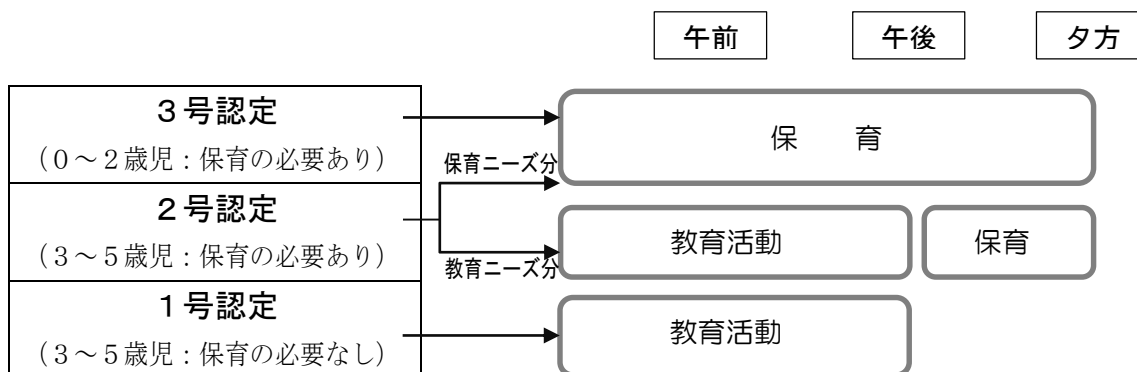 午前 午後 夕方
３号認定
（０～２歳児：保育の必要あり）
保　育
保育ニーズ分
２号認定
（３～５歳児：保育の必要あり）
教育活動 保育
教育ニーズ分
１号認定
（３～５歳児：保育の必要なし）
教育活動